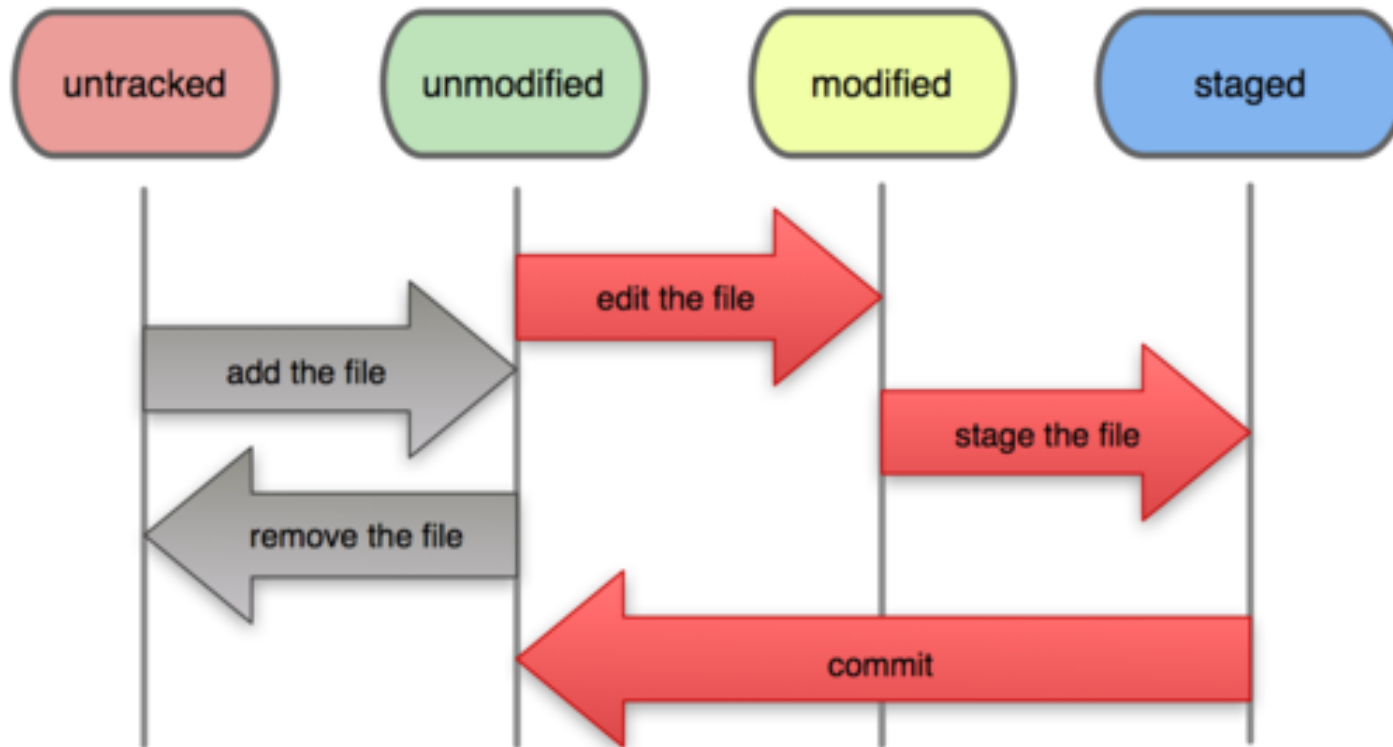 untracked
unmodified
modified
staged
edit the file
add the file
stage the file
remove the file
commit